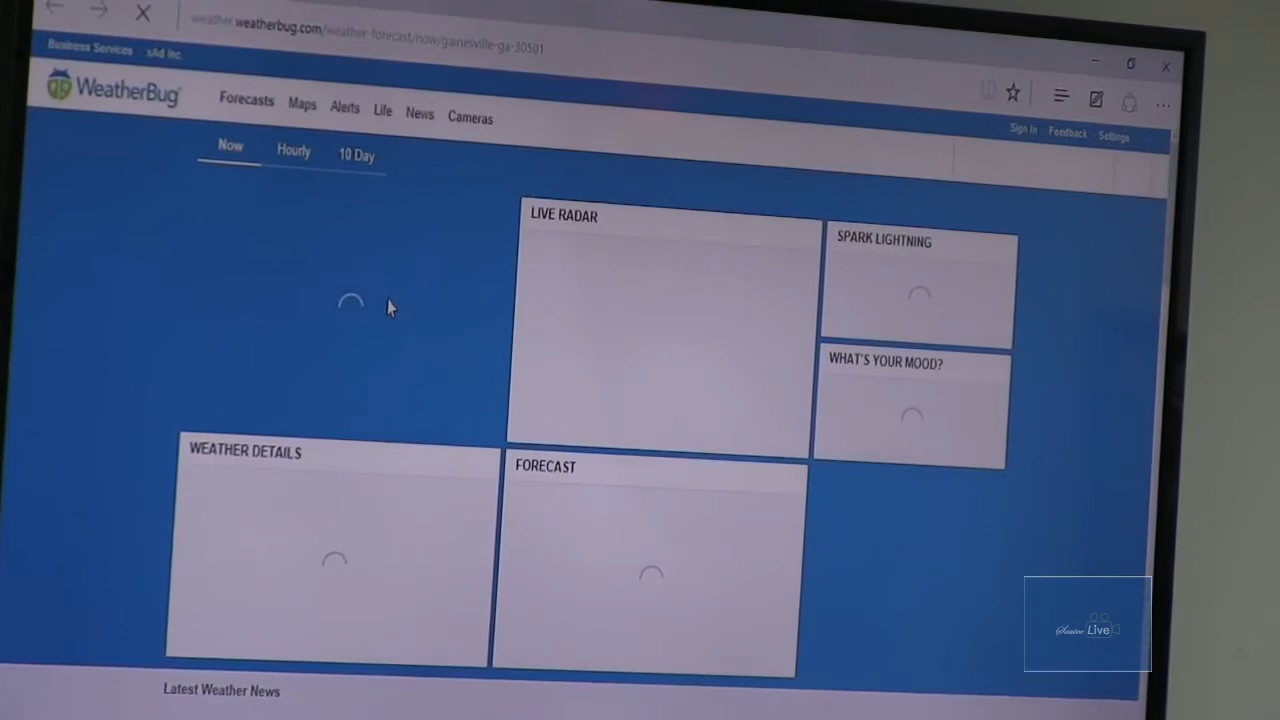 weather.weatherbug.com/weather-forecast/now/gainesville-ga-30501
Business Services xAd Inc.
WeatherBug
Forecasts Maps Alerts Life News Cameras
Sign In Feedback Settings
Now Hourly 10 Day
LIVE RADAR
SPARK LIGHTNING
WHAT'S YOUR MOOD?
WEATHER DETAILS
FORECAST
Latest Weather News
Live